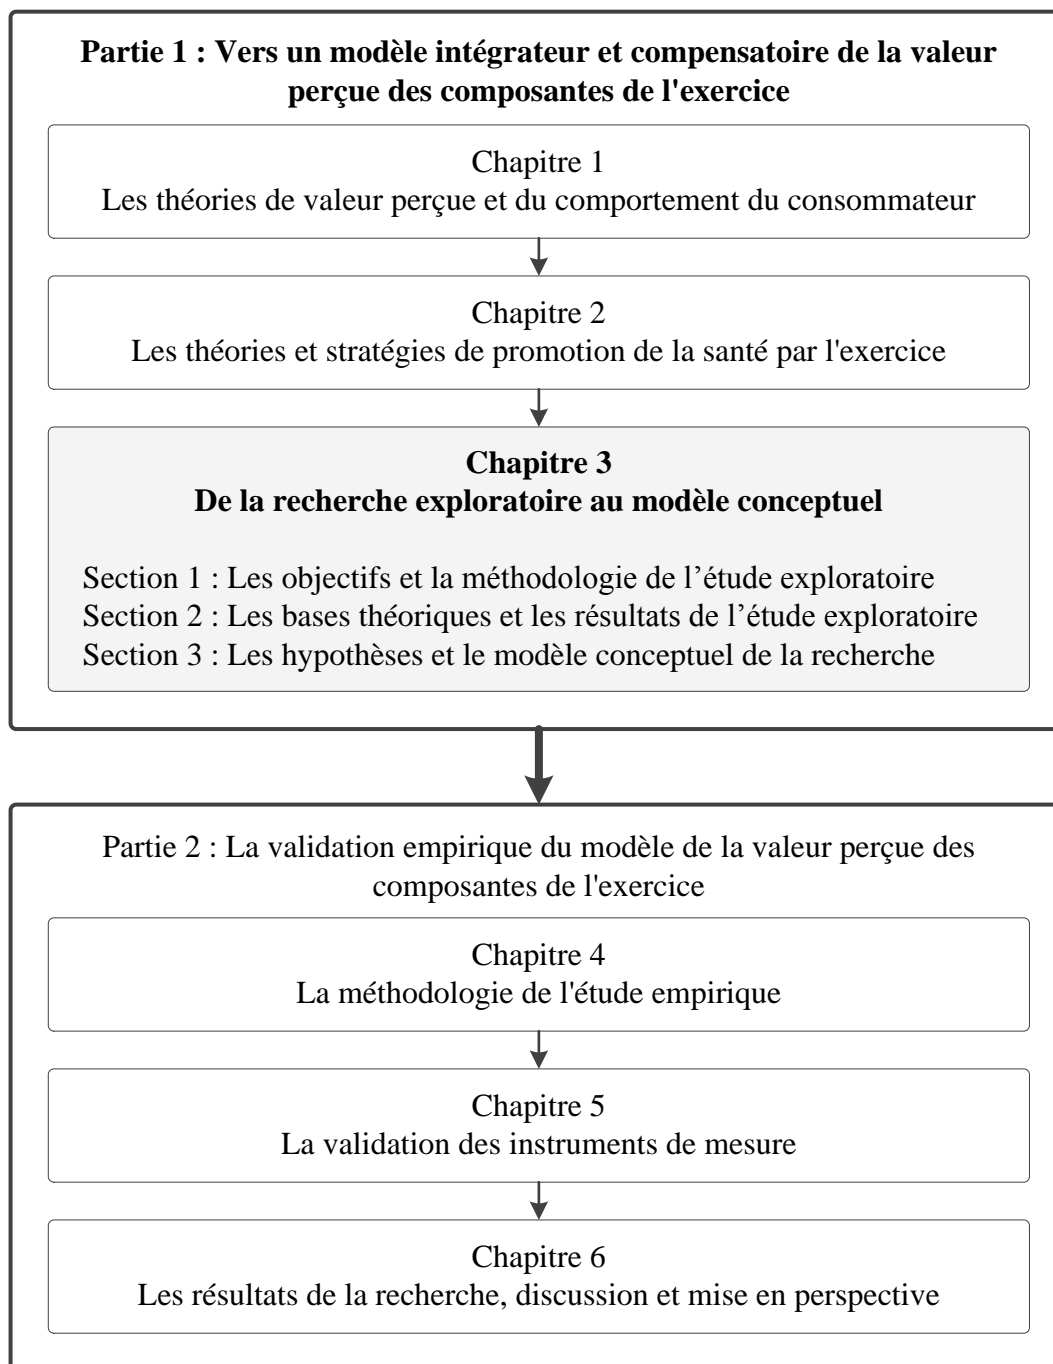 Partie 1 : Vers un modèle intégrateur et compensatoire de la valeur
perçue des composantes de l'exercice
Chapitre 1
Les théories de valeur perçue et du comportement du consommateur
Chapitre 2
Les théories et stratégies de promotion de la santé par l'exercice
Chapitre 3
De la recherche exploratoire au modèle conceptuel
Section 1 : Les objectifs et la méthodologie de l’étude exploratoire
Section 2 : Les bases théoriques et les résultats de l’étude exploratoire
Section 3 : Les hypothèses et le modèle conceptuel de la recherche
Partie 2 : La validation empirique du modèle de la valeur perçue des
composantes de l'exercice
Chapitre 4
La méthodologie de l'étude empirique
Chapitre 5
La validation des instruments de mesure
Chapitre 6
Les résultats de la recherche, discussion et mise en perspective